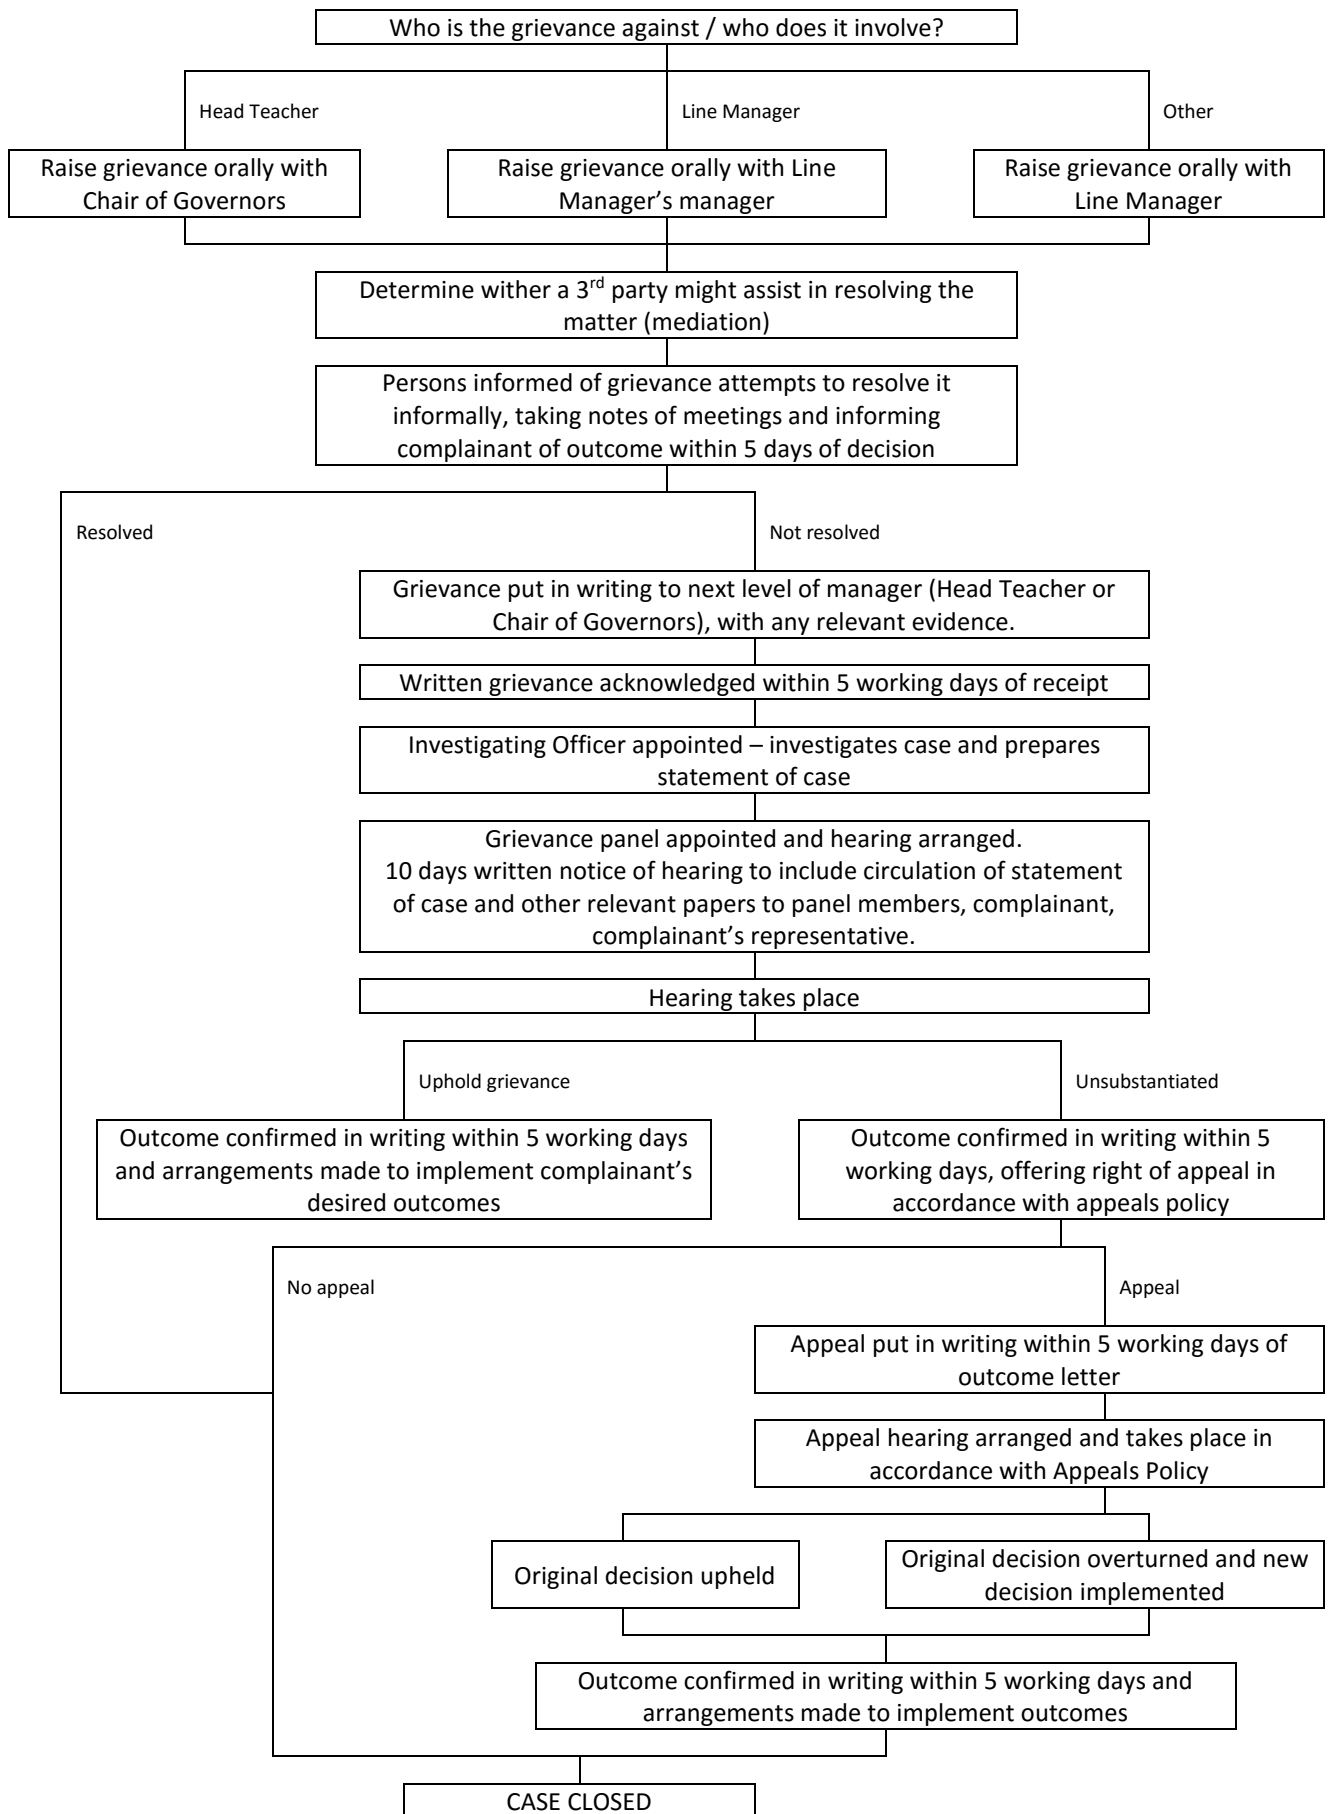 Who is the grievance against / who does it involve?
Head Teacher
Line Manager
Other
Raise grievance orally with
Chair of Governors
Raise grievance orally with Line
Manager’s manager
Raise grievance orally with
Line Manager
Determine wither a 3rd party might assist in resolving the
matter (mediation)
Persons informed of grievance attempts to resolve it
informally, taking notes of meetings and informing
complainant of outcome within 5 days of decision
Resolved
Not resolved
Grievance put in writing to next level of manager (Head Teacher or
Chair of Governors), with any relevant evidence.
Written grievance acknowledged within 5 working days of receipt
Investigating Officer appointed – investigates case and prepares
statement of case
Grievance panel appointed and hearing arranged.
10 days written notice of hearing to include circulation of statement
of case and other relevant papers to panel members, complainant,
complainant’s representative.
Hearing takes place
Uphold grievance
Unsubstantiated
Outcome confirmed in writing within 5 working days
and arrangements made to implement complainant’s
desired outcomes
Outcome confirmed in writing within 5
working days, offering right of appeal in
accordance with appeals policy
No appeal
Appeal
Appeal put in writing within 5 working days of
outcome letter
Appeal hearing arranged and takes place in
accordance with Appeals Policy
Original decision upheld
Original decision overturned and new
decision implemented
Outcome confirmed in writing within 5 working days and
arrangements made to implement outcomes
CASE CLOSED